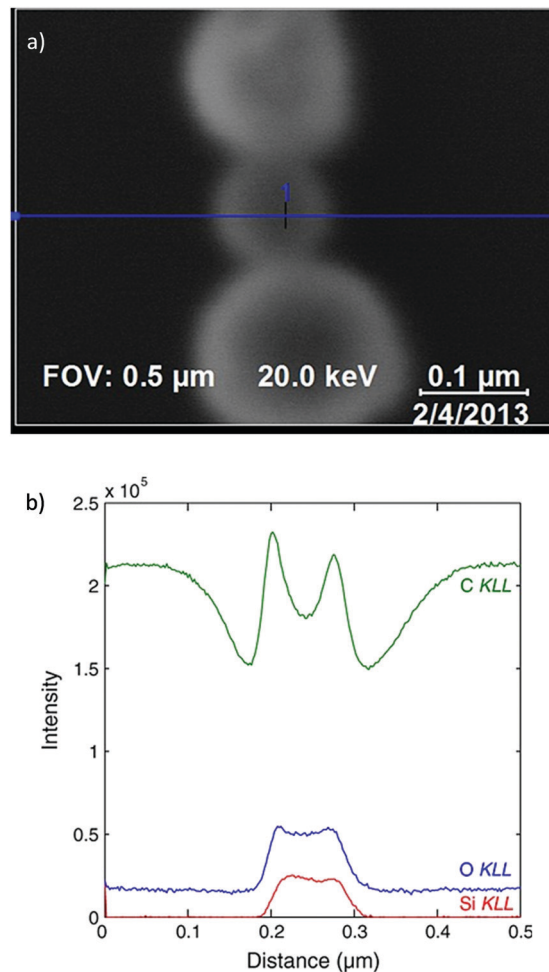 a)
1
FOV: 0.5 μm 20.0 keV 0.1 μm
2/4/2013
b)
x 10⁵
2.5
2
1.5
1
0.5
0
Intensity
C KLL
O KLL
Si KLL
0 0.1 0.2 0.3 0.4 0.5
Distance (μm)